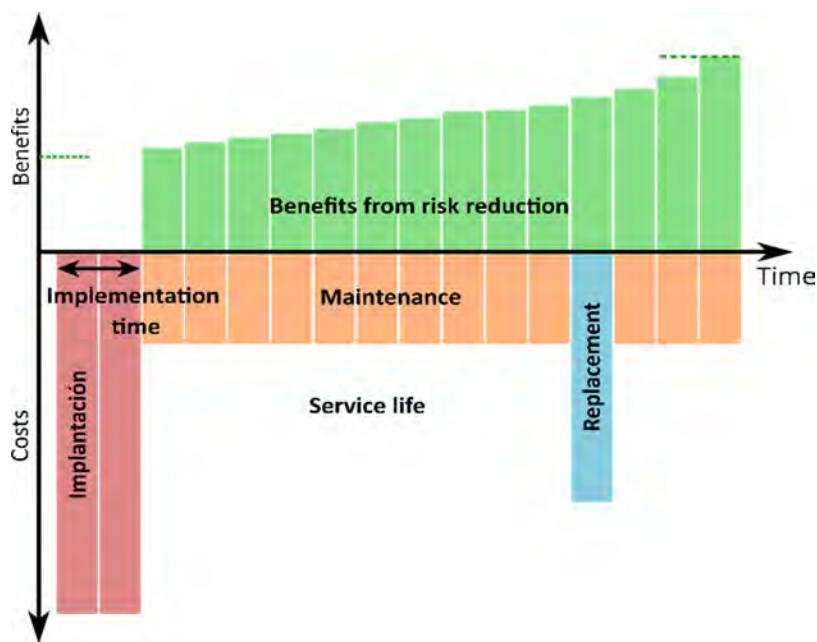 Benefits
Benefits from risk reduction
Time
Implementation
time
Maintenance
Costs
Implantación
Service life
Replacement